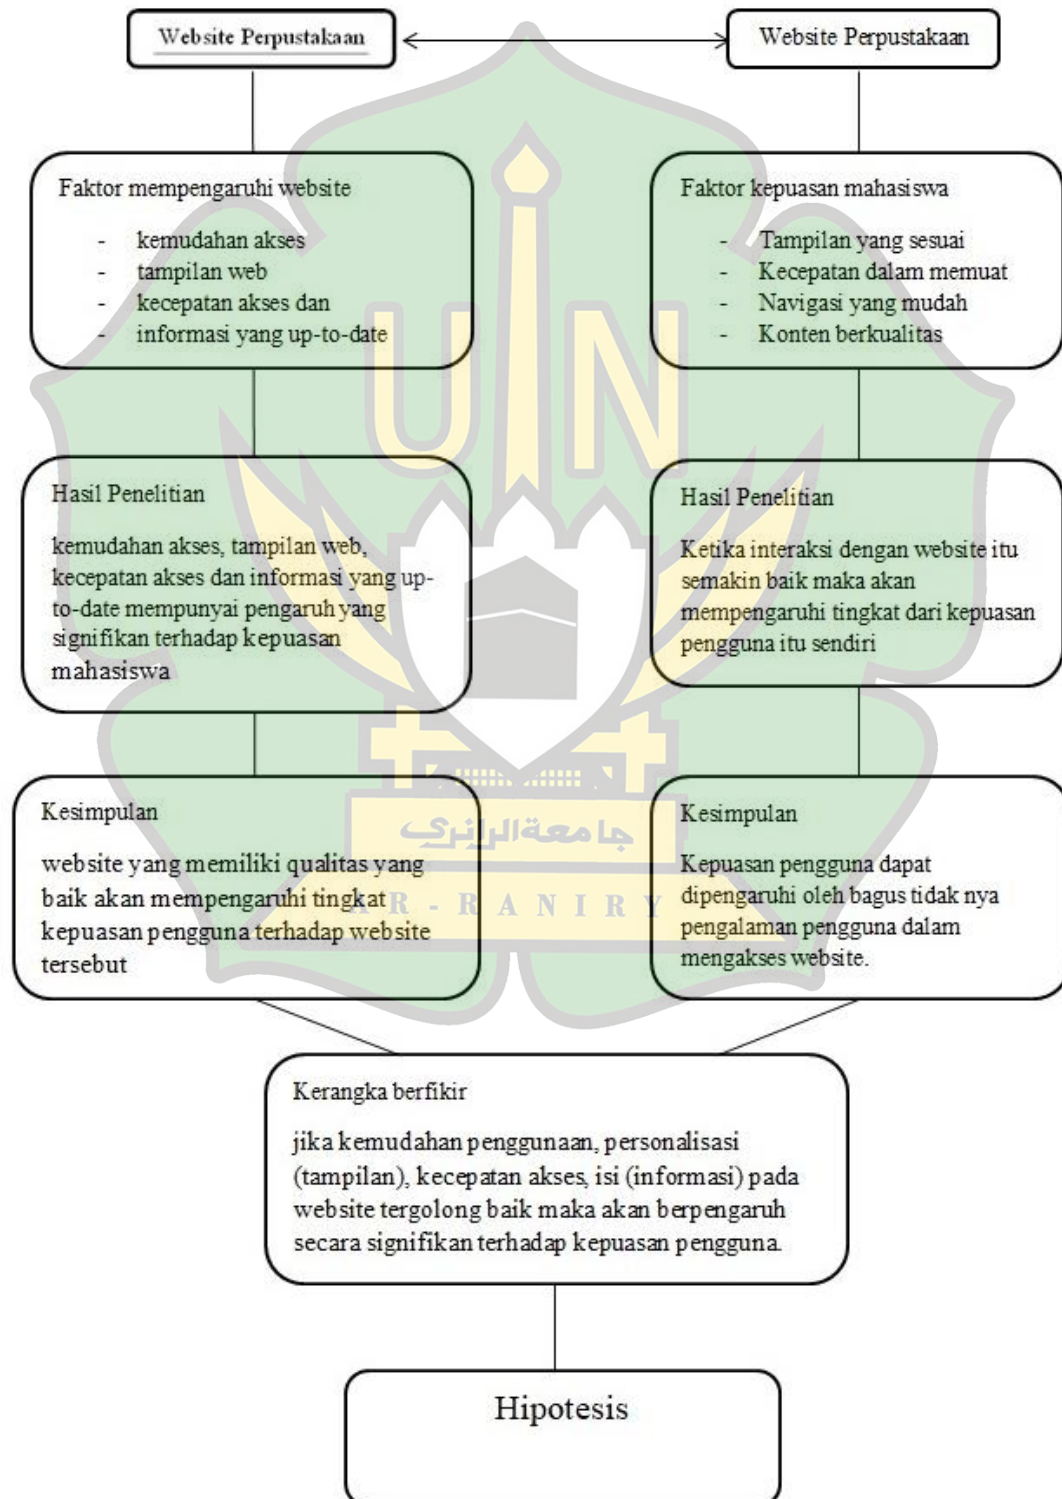 Website Perpustakaan
Website Perpustakaan
Faktor mempengaruhi website
- kemudahan akses
- tampilan web
- kecepatan akses dan
- informasi yang up-to-date
Faktor kepuasan mahasiswa
- Tampilan yang sesuai
- Kecepatan dalam memuat
- Navigasi yang mudah
- Konten berkualitas
UIN
Hasil Penelitian
kemudahan akses, tampilan web,
kecepatan akses dan informasi yang up-
to-date mempunyai pengaruh yang
signifikan terhadap kepuasan
mahasiswa
Hasil Penelitian
Ketika interaksi dengan website itu
semakin baik maka akan
mempengaruhi tingkat dari kepuasan
pengguna itu sendiri
Kesimpulan
website yang memiliki qualitas yang
baik akan mempengaruhi tingkat
kepuasan pengguna terhadap website
tersebut
Kesimpulan
Kepuasan pengguna dapat
dipengaruhi oleh bagus tidak nya
pengalaman pengguna dalam
mengakses website.
جامعة الرانري
AR-RANIRY
Kerangka berfikir
jika kemudahan penggunaan, personalisasi
(tampilan), kecepatan akses, isi (informasi) pada
website tergolong baik maka akan berpengaruh
secara signifikan terhadap kepuasan pengguna.
Hipotesis